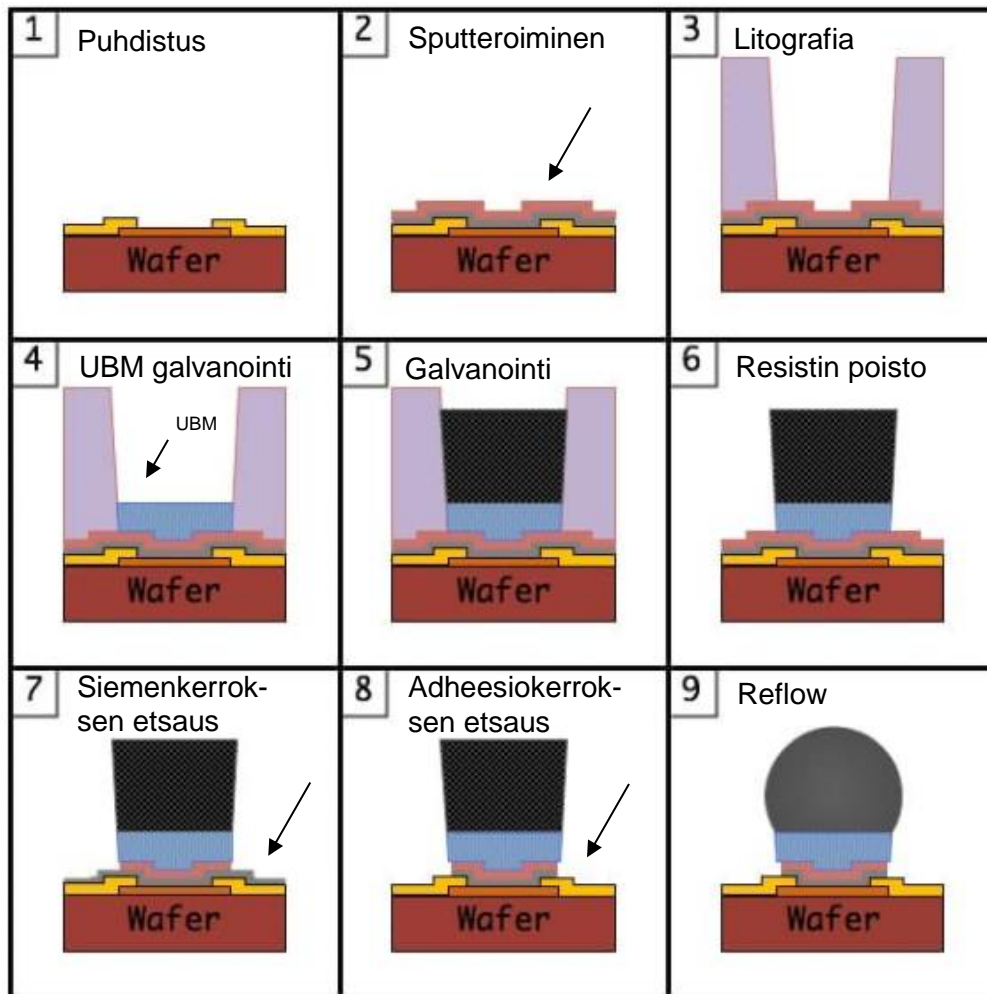 1 Puhdistus
2 Sputteroiminen
3 Litografia
Wafer
Wafer
Wafer
4 UBM galvanointi
UBM
5 Galvanointi
6 Resistin poisto
Wafer
Wafer
Wafer
7 Siemenkerrok-
sen etsaus
8 Adheesiokerrok-
sen etsaus
9 Reflow
Wafer
Wafer
Wafer